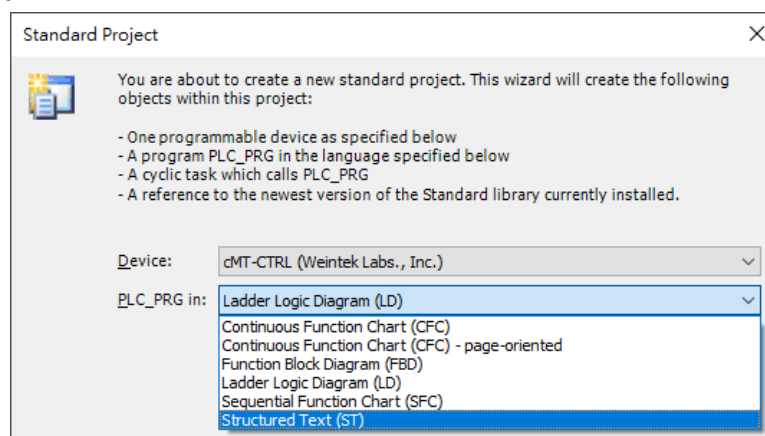 Standard Project
You are about to create a new standard project. This wizard will create the following
objects within this project:
- One programmable device as specified below
- A program PLC_PRG in the language specified below
- A cyclic task which calls PLC_PRG
- A reference to the newest version of the Standard library currently installed.
Device: cMT-CTRL (Weintek Labs., Inc.)
PLC_PRG in: Ladder Logic Diagram (LD)
Continuous Function Chart (CFC)
Continuous Function Chart (CFC) - page-oriented
Function Block Diagram (FBD)
Ladder Logic Diagram (LD)
Sequential Function Chart (SFC)
Structured Text (ST)